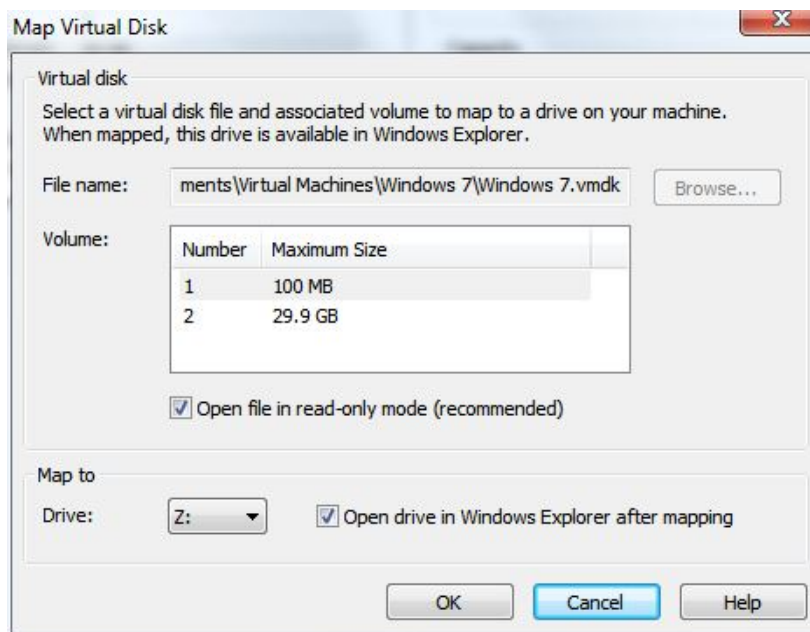 Map Virtual Disk
Virtual disk
Select a virtual disk file and associated volume to map to a drive on your machine.
When mapped, this drive is available in Windows Explorer.
File name: ments\Virtual Machines\Windows 7\Windows 7.vmdk Browse...
Volume:
Number Maximum Size
1 100 MB
2 29.9 GB
Open file in read-only mode (recommended)
Map to
Drive: Z: Open drive in Windows Explorer after mapping
OK Cancel Help